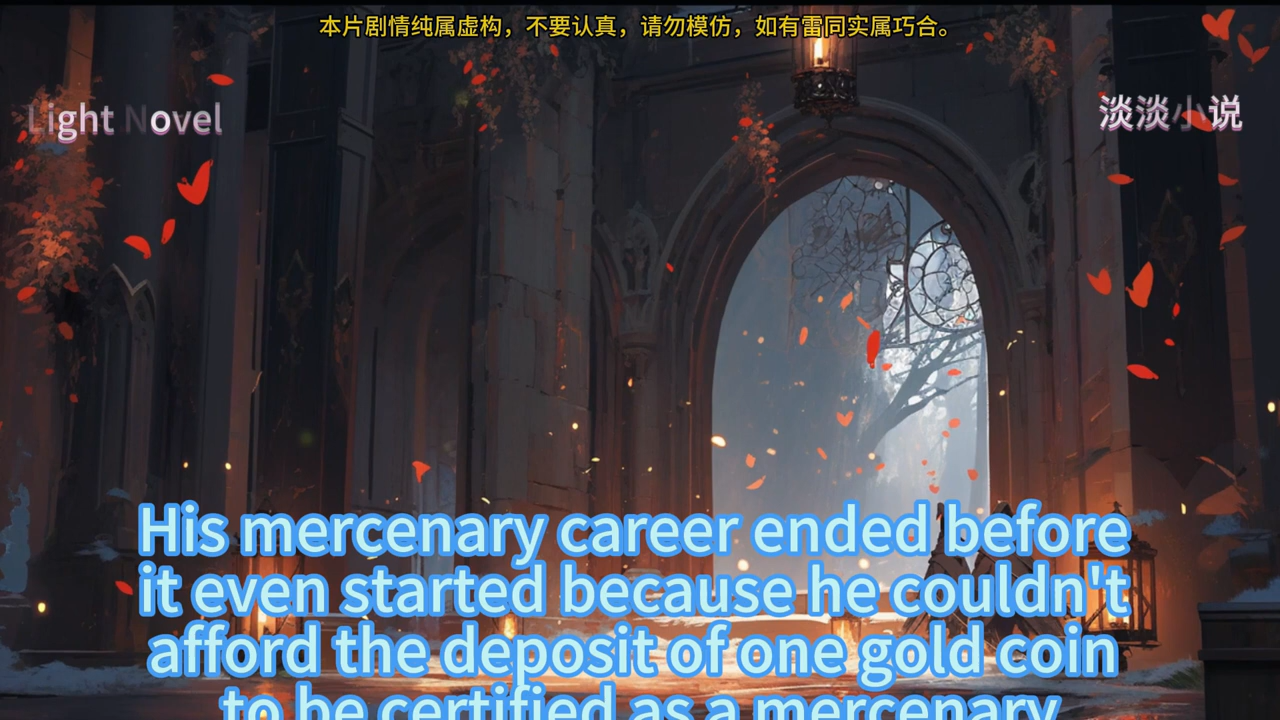 本片剧情纯属虚构，不要认真，请勿模仿，如有雷同实属巧合。
Light Novel
淡淡小说
His mercenary career ended before
it even started because he couldn't
afford the deposit of one gold coin
to be certified as a mercenary